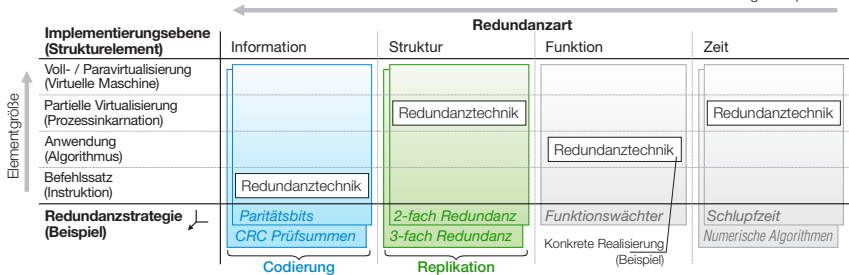 Redundanzart
Implementierungsebene
(Strukturelement)
Information
Struktur
Funktion
Zeit
Elementgröße
Voll- / Paravirtualisierung
(Virtuelle Maschine)
Partielle Virtualisierung
(Prozessinkarnation)
Redundanztechnik
Redundanztechnik
Anwendung
(Algorithmus)
Redundanztechnik
Befehlssatz
(Instruktion)
Redundanztechnik
Redundanzstrategie
(Beispiel)
Paritätsbits
2-fach Redundanz
Funktionswächter
Schlupfzeit
CRC Prüfsummen
3-fach Redundanz
Konkrete Realisierung
(Beispiel)
Numerische Algorithmen
Codierung
Replikation